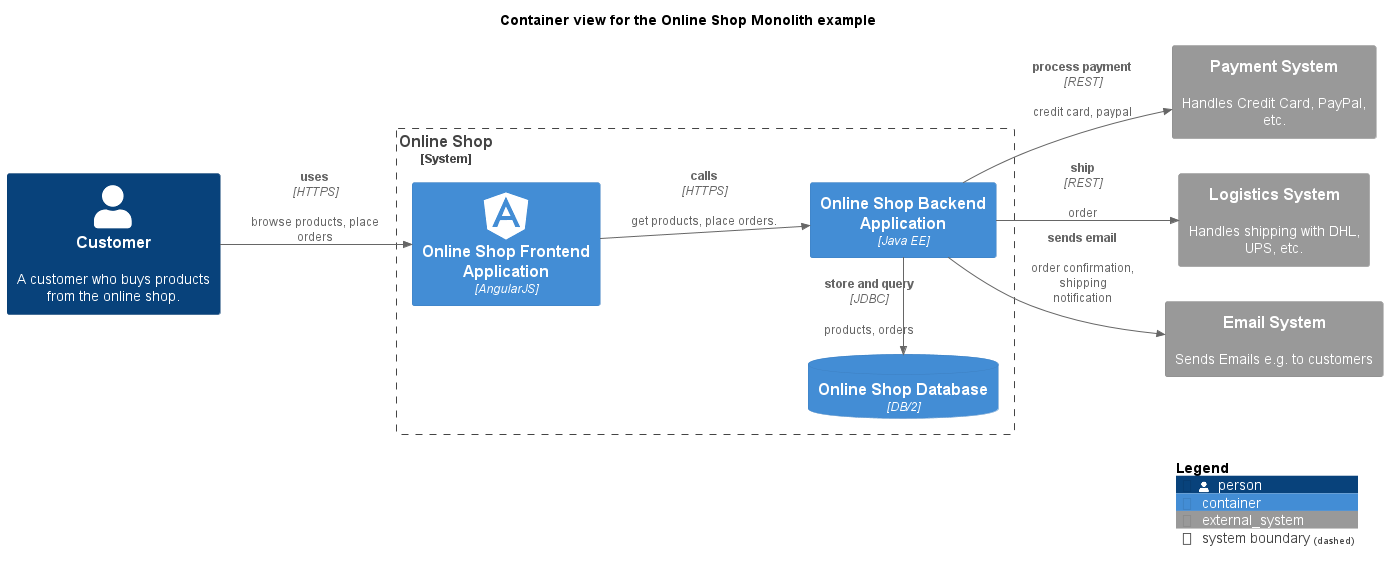 Container view for the Online Shop Monolith example
Customer
A customer who buys products
from the online shop.
uses
[HTTPS]
browse products, place
orders
Online Shop
[System]
Online Shop Frontend
Application
[AngularJS]
calls
[HTTPS]
get products, place orders.
Online Shop Backend
Application
[Java EE]
store and query
[JDBC]
products, orders
Online Shop Database
[DB/2]
process payment
[REST]
credit card, paypal
Payment System
Handles Credit Card, PayPal,
etc.
ship
[REST]
order
Logistics System
Handles shipping with DHL,
UPS, etc.
sends email
order confirmation,
shipping
notification
Email System
Sends Emails e.g. to customers
Legend
person
container
external_system
system boundary (dashed)